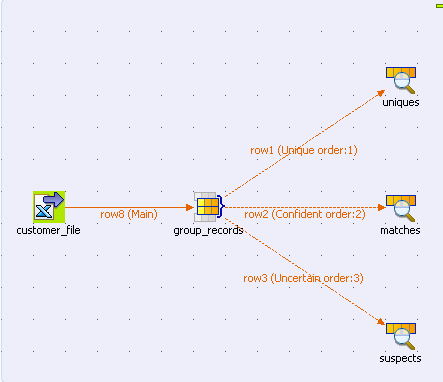 uniques
row1 (Unique order:1)
customer_file
row8 (Main)
group_records
row2 (Confident order:2)
matches
row3 (Uncertain order:3)
suspects